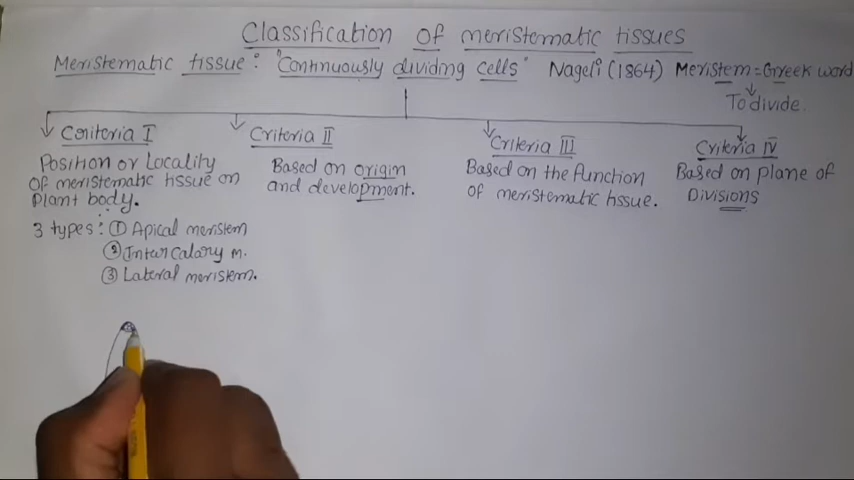 Classification of meristematic tissues
Meristematic tissue: "Continuously dividing cells" Nageli (1864) Meristem = Greek word
To divide.
Coriteria I
Position or Locality
Of meristematic tissue on
Plant body.
3 types: ① Apical meristem
② Intercalary m.
③ Lateral meristem.
Criteria II
Based on origin
and development.
Criteria III
Based on the function
of meristematic tissue.
Criteria IV
Based on plane of
Divisions